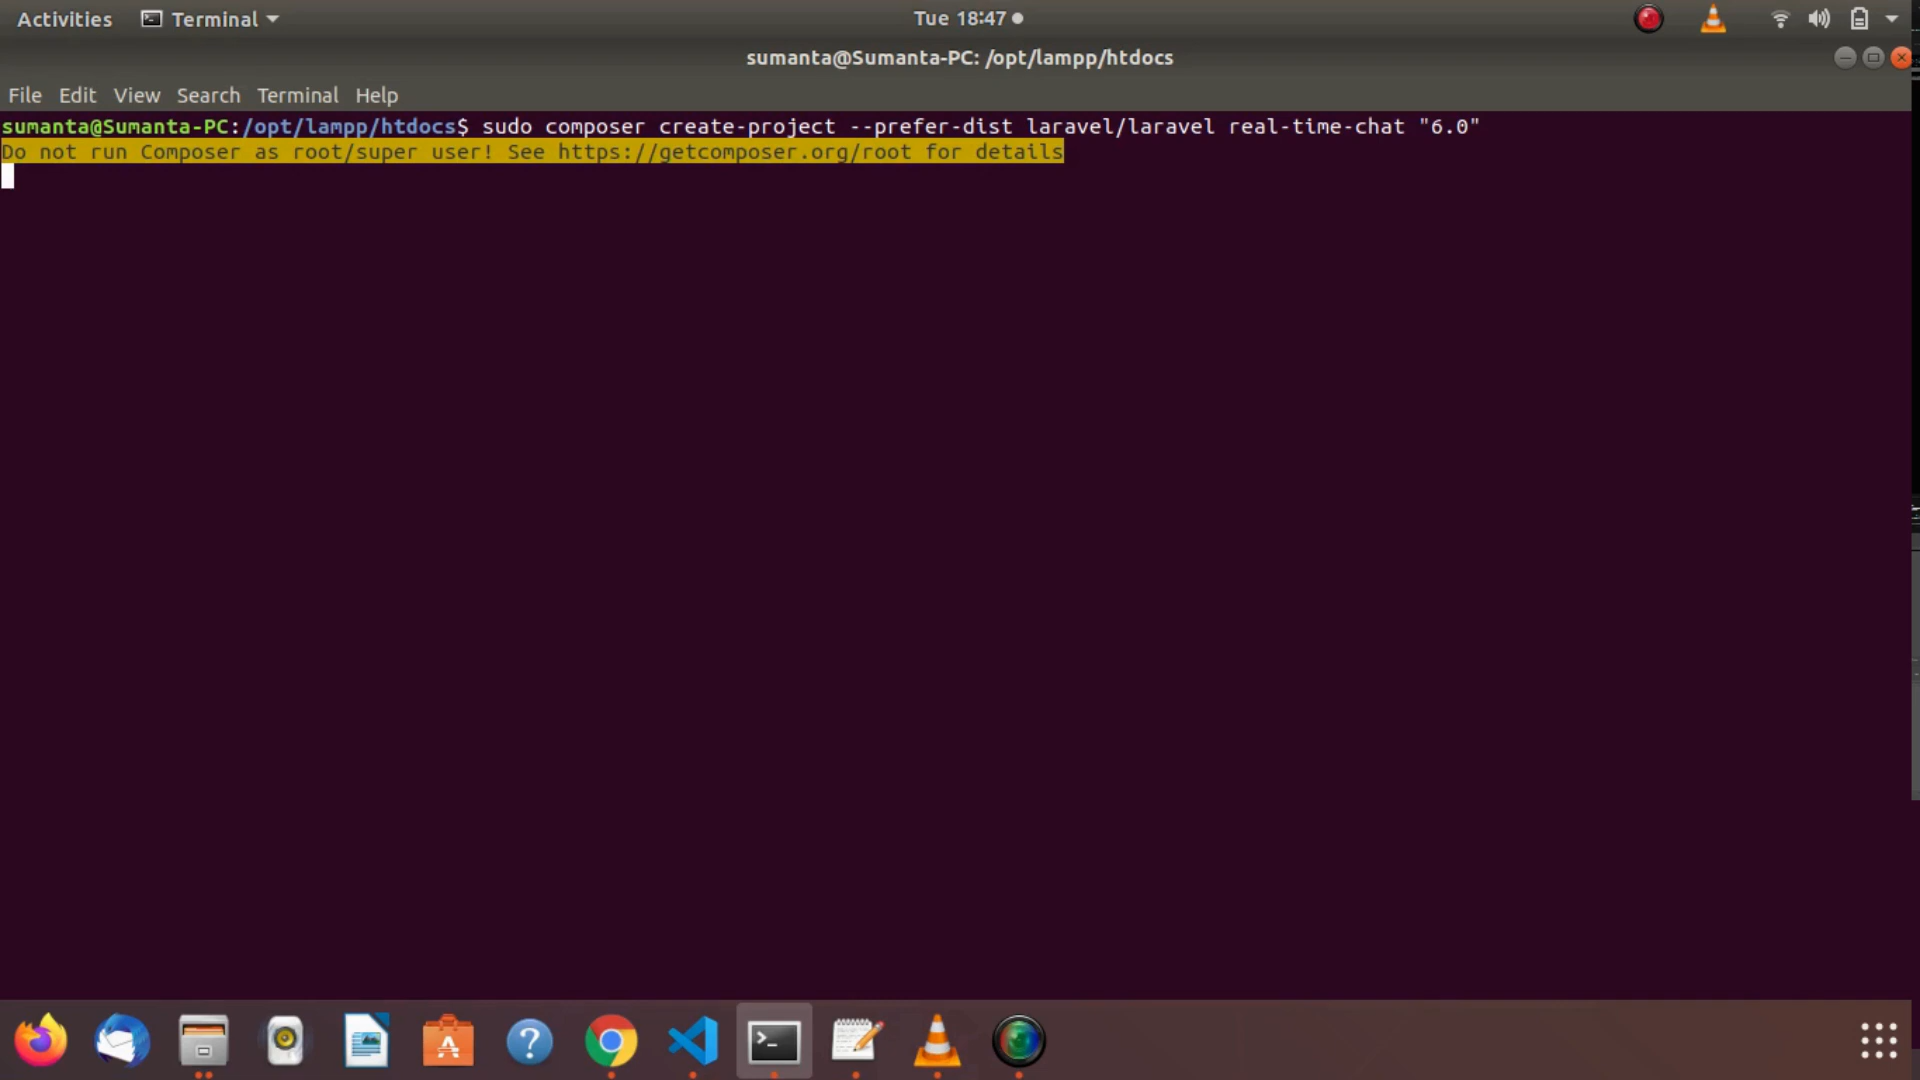 Activities
Terminal
Tue 18:47
sumanta@Sumanta-PC: /opt/lampp/htdocs
File Edit View Search Terminal Help
sumanta@Sumanta-PC:/opt/lampp/htdocs$ sudo composer create-project --prefer-dist laravel/laravel real-time-chat "6.0"
Do not run Composer as root/super user! See https://getcomposer.org/root for details